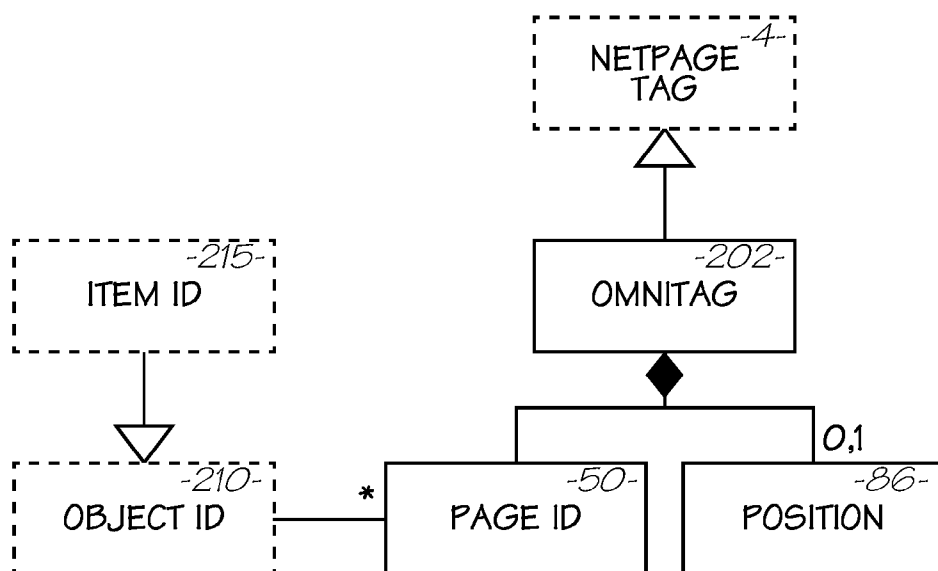 -4-
NETPAGE
TAG
-215-
ITEM ID
-202-
OMNITAG
0,1
-210-
OBJECT ID
*
-50-
PAGE ID
-86-
POSITION